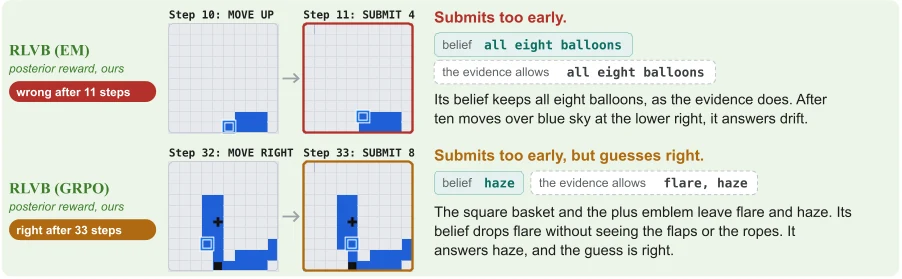 Step 10: MOVE UP
Step 11: SUBMIT 4
Submits too early.
RLVB (EM)
posterior reward, ours
wrong after 11 steps
belief all eight balloons
the evidence allows all eight balloons
Its belief keeps all eight balloons, as the evidence does. After
ten moves over blue sky at the lower right, it answers drift.
Step 32: MOVE RIGHT
Step 33: SUBMIT 8
Submits too early, but guesses right.
RLVB (GRPO)
posterior reward, ours
right after 33 steps
belief haze
the evidence allows flare, haze
The square basket and the plus emblem leave flare and haze. Its
belief drops flare without seeing the flaps or the ropes. It
answers haze, and the guess is right.